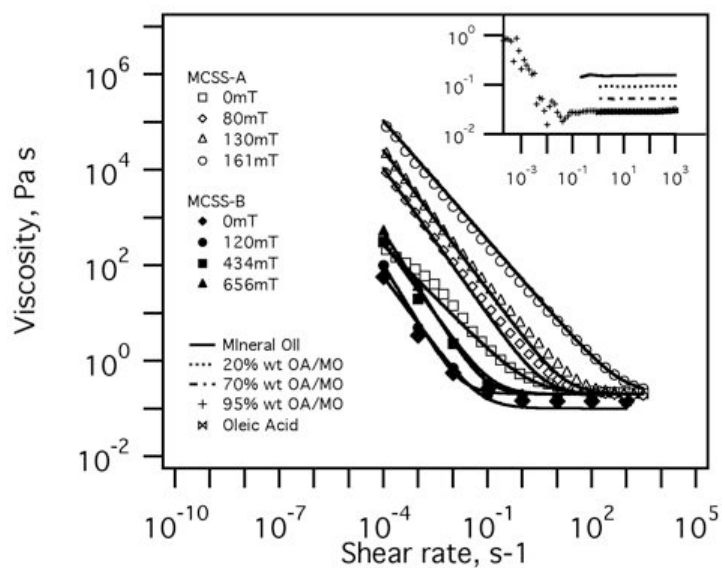 10^0
10^-1
10^-2
10^-3 10^-1 10^1 10^3
10^6
10^4
10^2
10^0
10^-2
Viscosity, Pa s
MCSS-A
0mT
80mT
130mT
161mT
MCSS-B
0mT
120mT
434mT
656mT
MIneral OIl
20% wt OA/MO
70% wt OA/MO
95% wt OA/MO
Oleic Acid
10^-10 10^-7 10^-4 10^-1 10^2 10^5
Shear rate, s-1